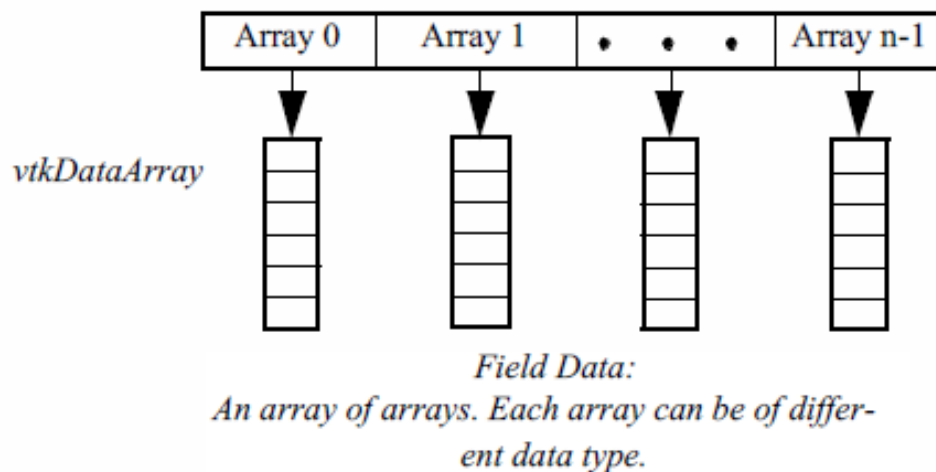 Array 0 Array 1 • • • Array n-1
vtkDataArray
Field Data:
An array of arrays. Each array can be of differ-
ent data type.